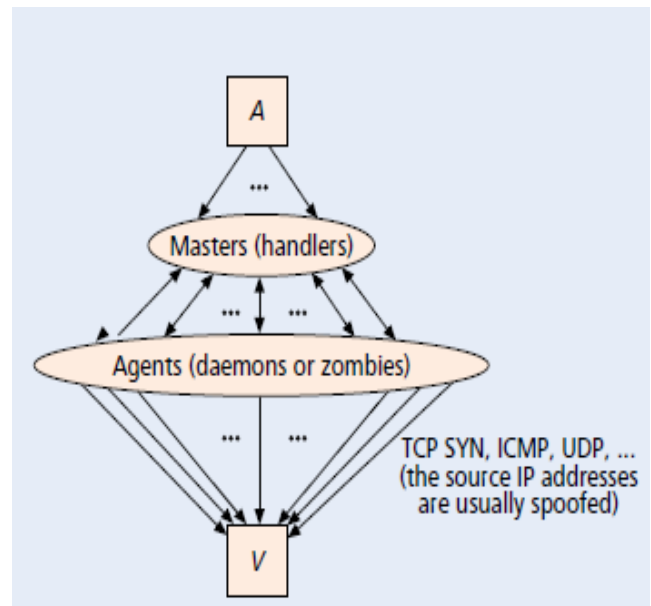 A
...
Masters (handlers)
... ...
Agents (daemons or zombies)
... ...
TCP SYN, ICMP, UDP, ...
(the source IP addresses
are usually spoofed)
V